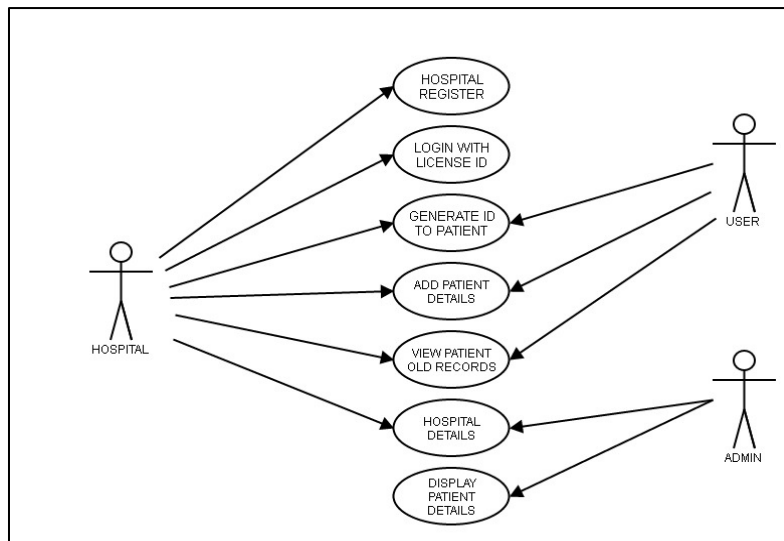 HOSPITAL
REGISTER
LOGIN WITH
LICENSE ID
GENERATE ID
TO PATIENT
ADD PATIENT
DETAILS
VIEW PATIENT
OLD RECORDS
HOSPITAL
DETAILS
DISPLAY
PATIENT
DETAILS
HOSPITAL
USER
ADMIN